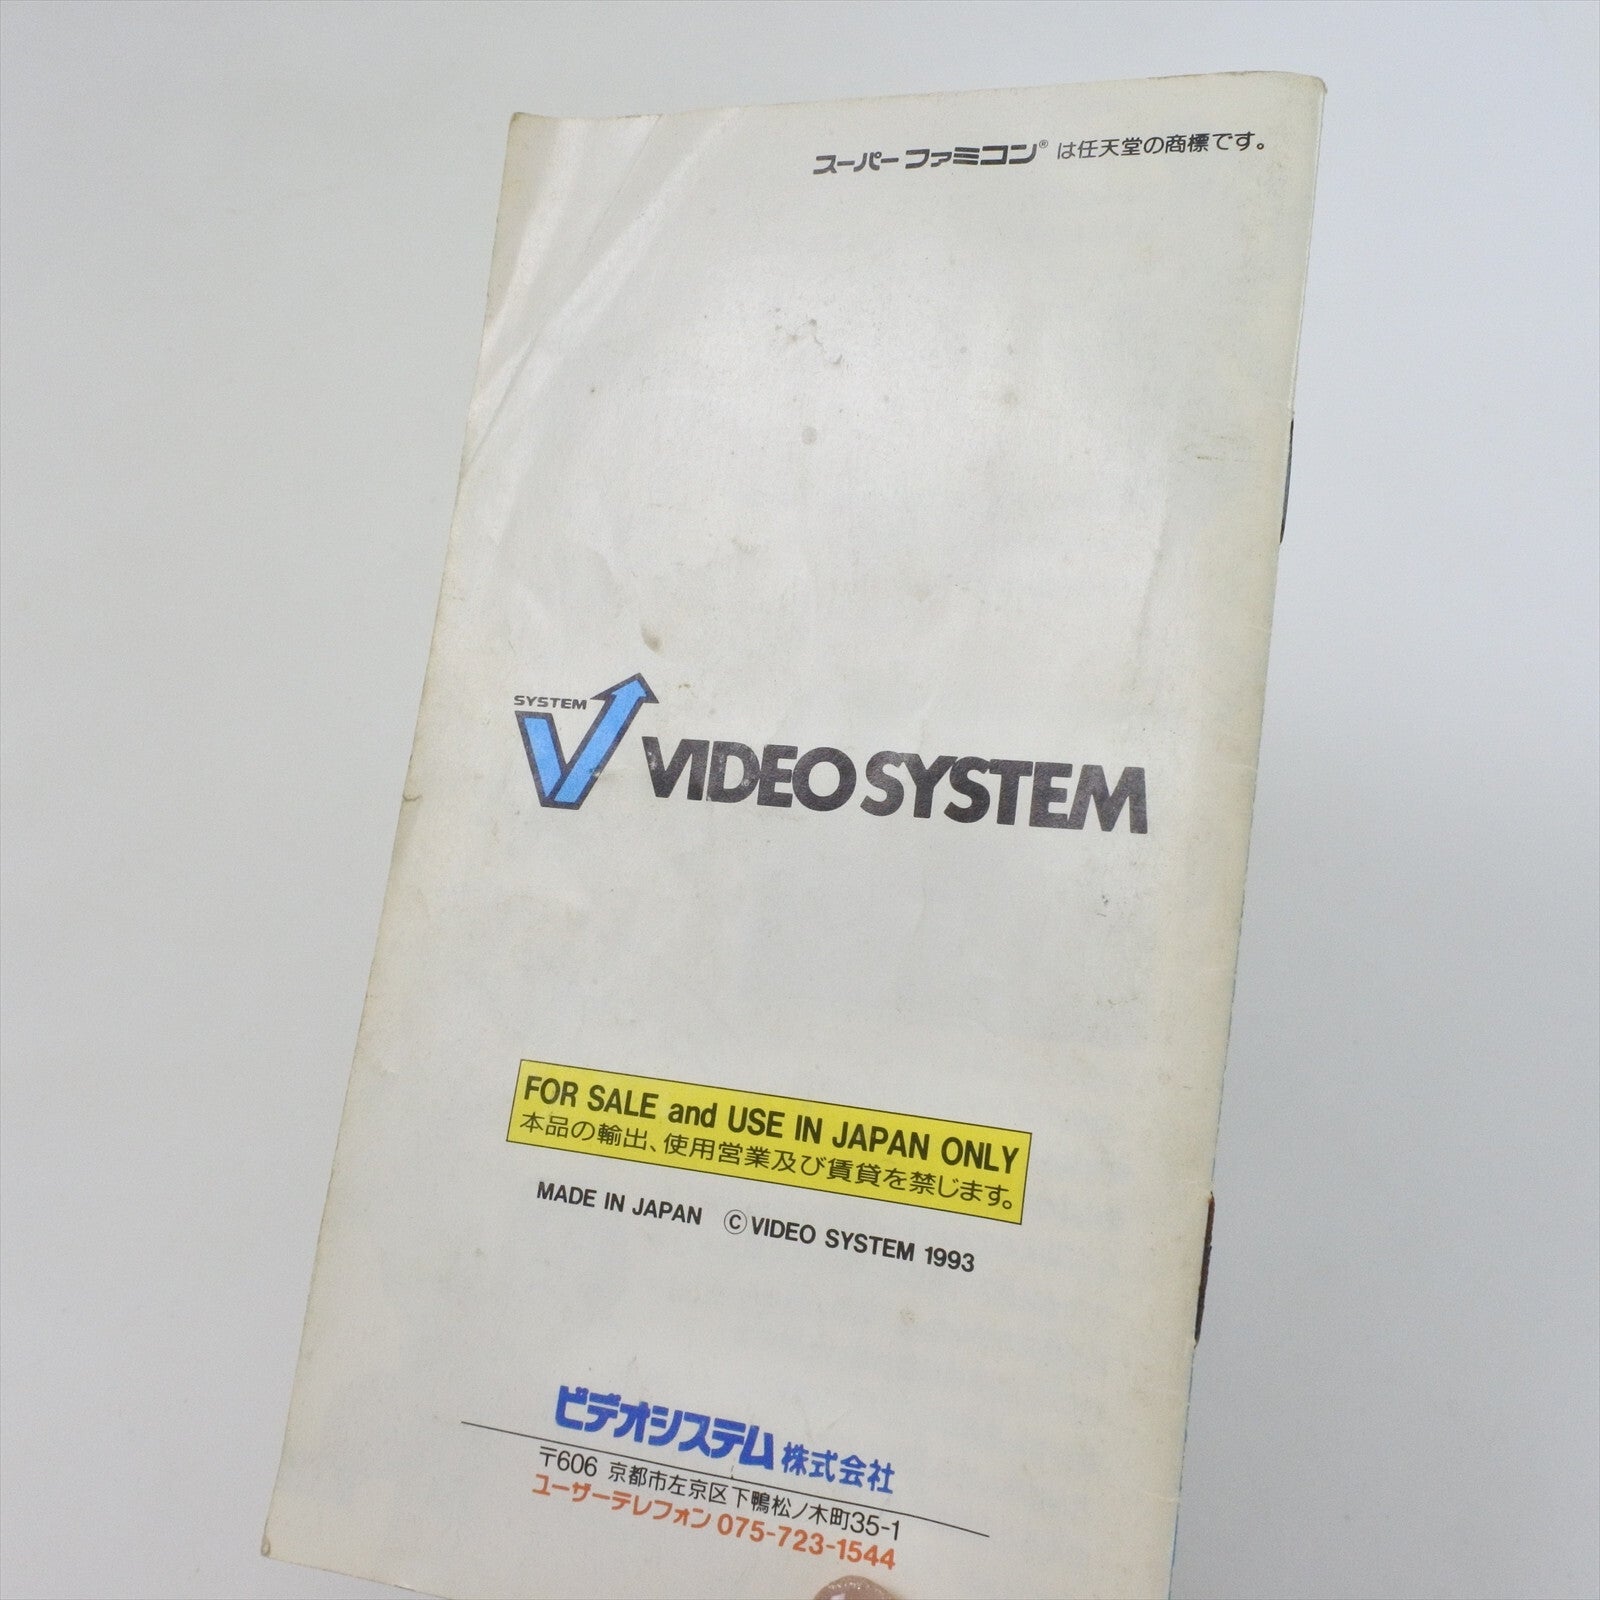 スーパーファミコン® は任天堂の商標です。
SYSTEM
VIDEO SYSTEM
FOR SALE and USE IN JAPAN ONLY
本品の輸出、使用営業及び賃貸を禁じます。
MADE IN JAPAN ©VIDEO SYSTEM 1993
ビデオシステム株式会社
〒606 京都市左京区下鴨松ノ木町35-1
ユーザーテレフォン 075-723-1544